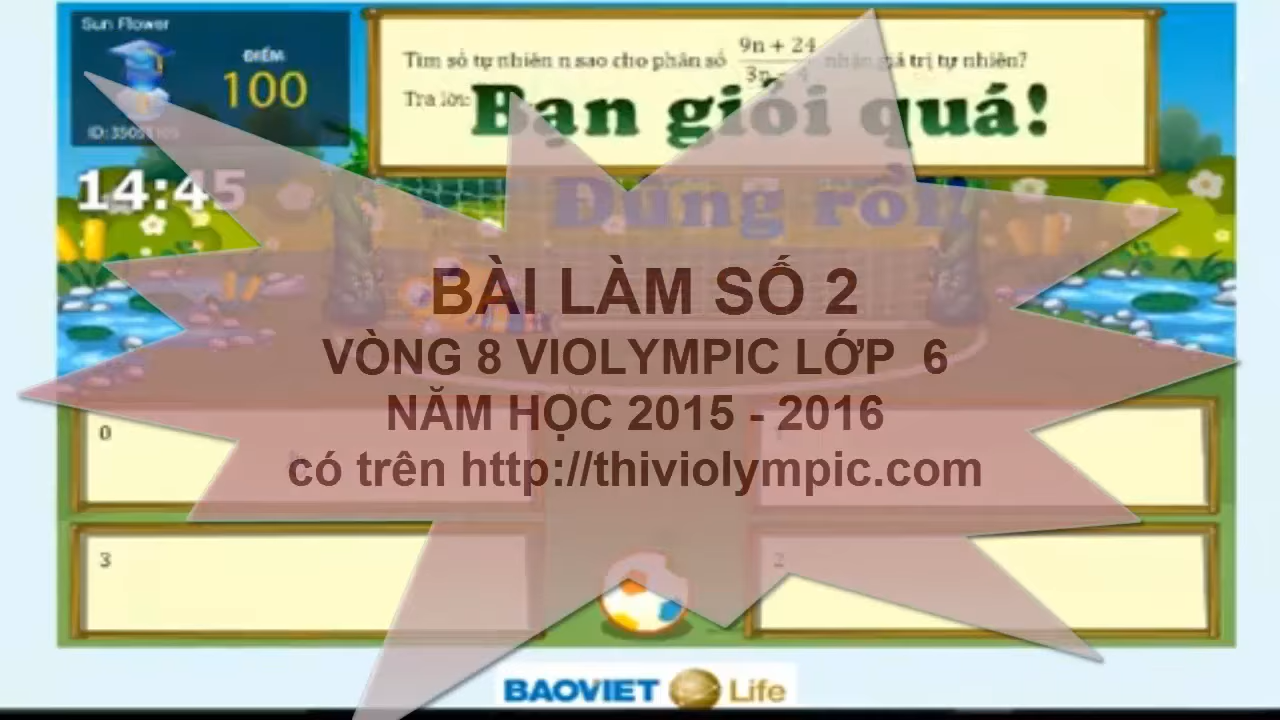 Sun Flower
ĐIỂM
100
14:45
Tìm số tự nhiên n sao cho phân số 9n + 24 / 3n nhận giá trị tự nhiên?
Trả lời:
Bạn giỏi quá!
Đúng rồi!
BÀI LÀM SỐ 2
VÒNG 8 VIOLYMPIC LỚP 6
NĂM HỌC 2015 - 2016
có trên http://thiviolympic.com
0
3
2
BAOVIET Life